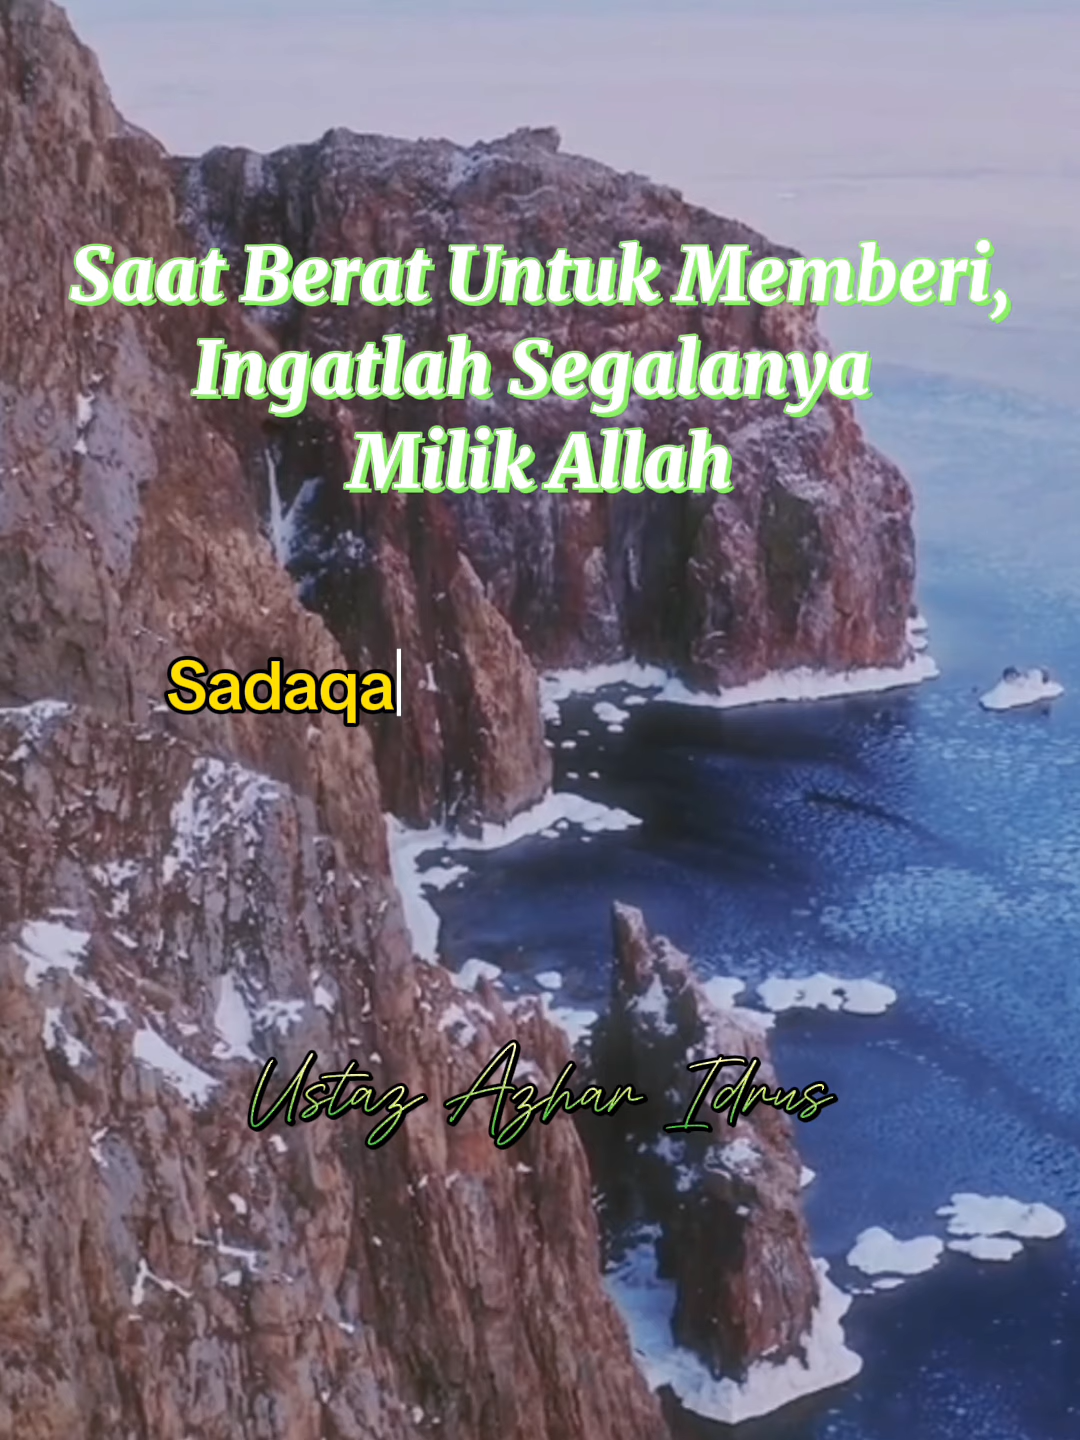 Saat Berat Untuk Memberi,
Ingatlah Segalanya
Milik Allah
Sadaqa
Ustaz Azhar Idrus